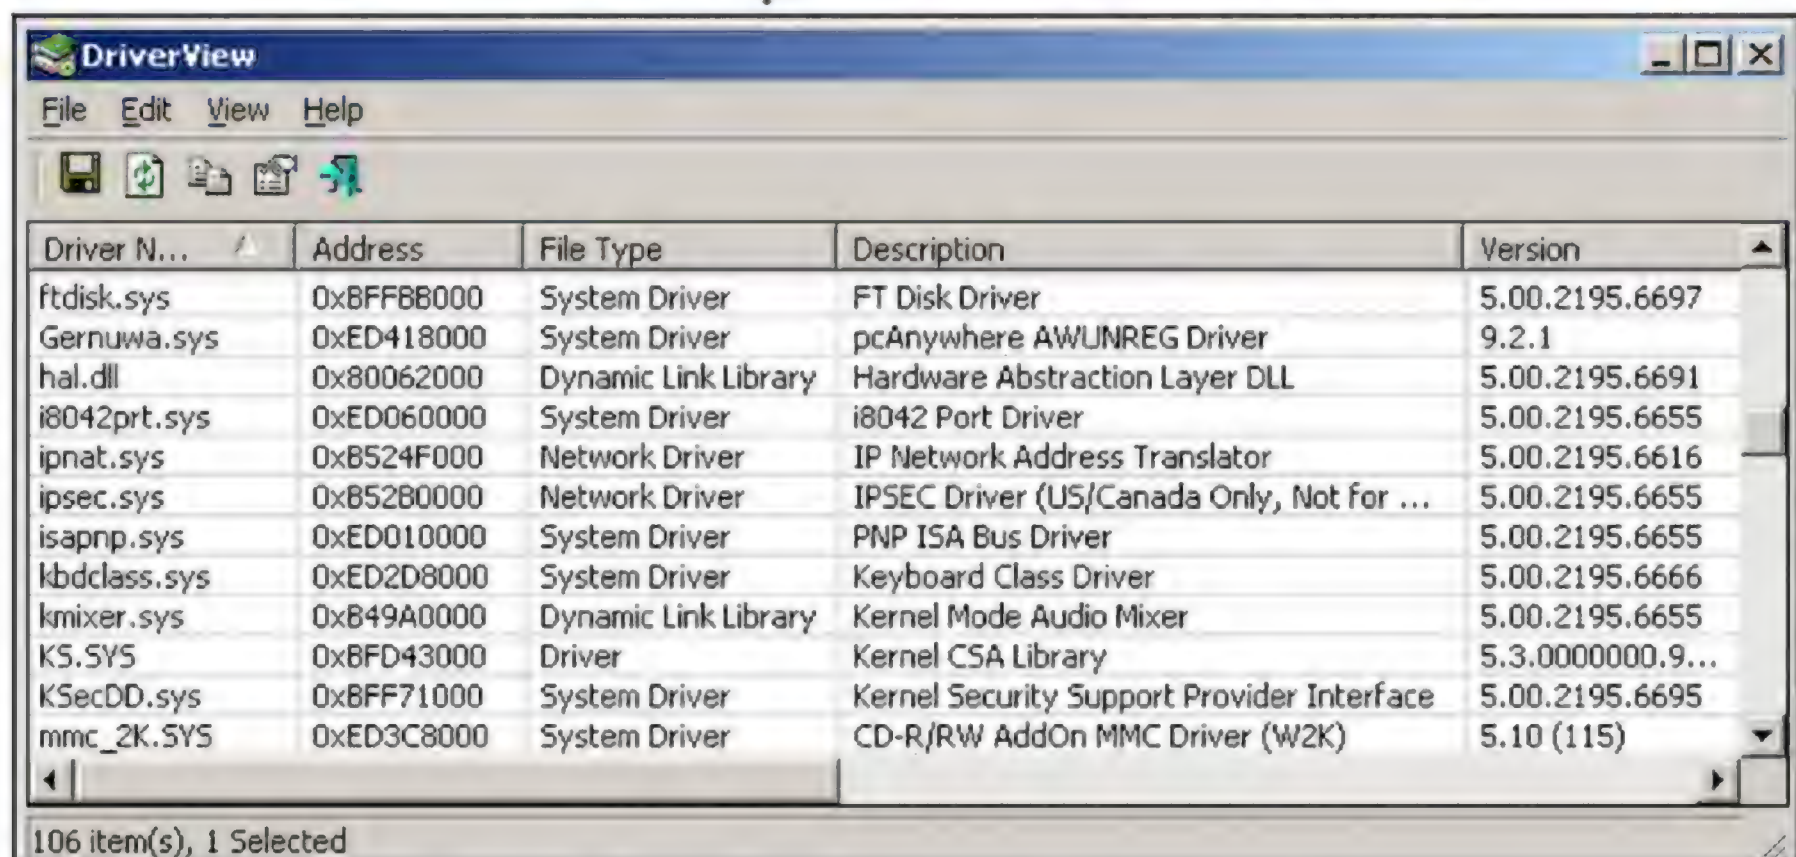 DriverView
File Edit View Help
Driver N... Address File Type Description Version
ftdisk.sys 0xBFFBB000 System Driver FT Disk Driver 5.00.2195.6697
Gernuwa.sys 0xED418000 System Driver pcAnywhere AWUNREG Driver 9.2.1
hal.dll 0x80062000 Dynamic Link Library Hardware Abstraction Layer DLL 5.00.2195.6691
i8042prt.sys 0xED060000 System Driver i8042 Port Driver 5.00.2195.6655
ipnat.sys 0xB524F000 Network Driver IP Network Address Translator 5.00.2195.6616
ipsec.sys 0xB52B0000 Network Driver IPSEC Driver (US/Canada Only, Not for ... 5.00.2195.6655
isapnp.sys 0xED010000 System Driver PNP ISA Bus Driver 5.00.2195.6655
kbdclass.sys 0xED2D8000 System Driver Keyboard Class Driver 5.00.2195.6666
kmixer.sys 0xB49A0000 Dynamic Link Library Kernel Mode Audio Mixer 5.00.2195.6655
KS.SYS 0xBFD43000 Driver Kernel CSA Library 5.3.0000000.9...
KSecDD.sys 0xBFF71000 System Driver Kernel Security Support Provider Interface 5.00.2195.6695
mmc_2K.SYS 0xED3C8000 System Driver CD-R/RW AddOn MMC Driver (W2K) 5.10 (115)
106 item(s), 1 Selected